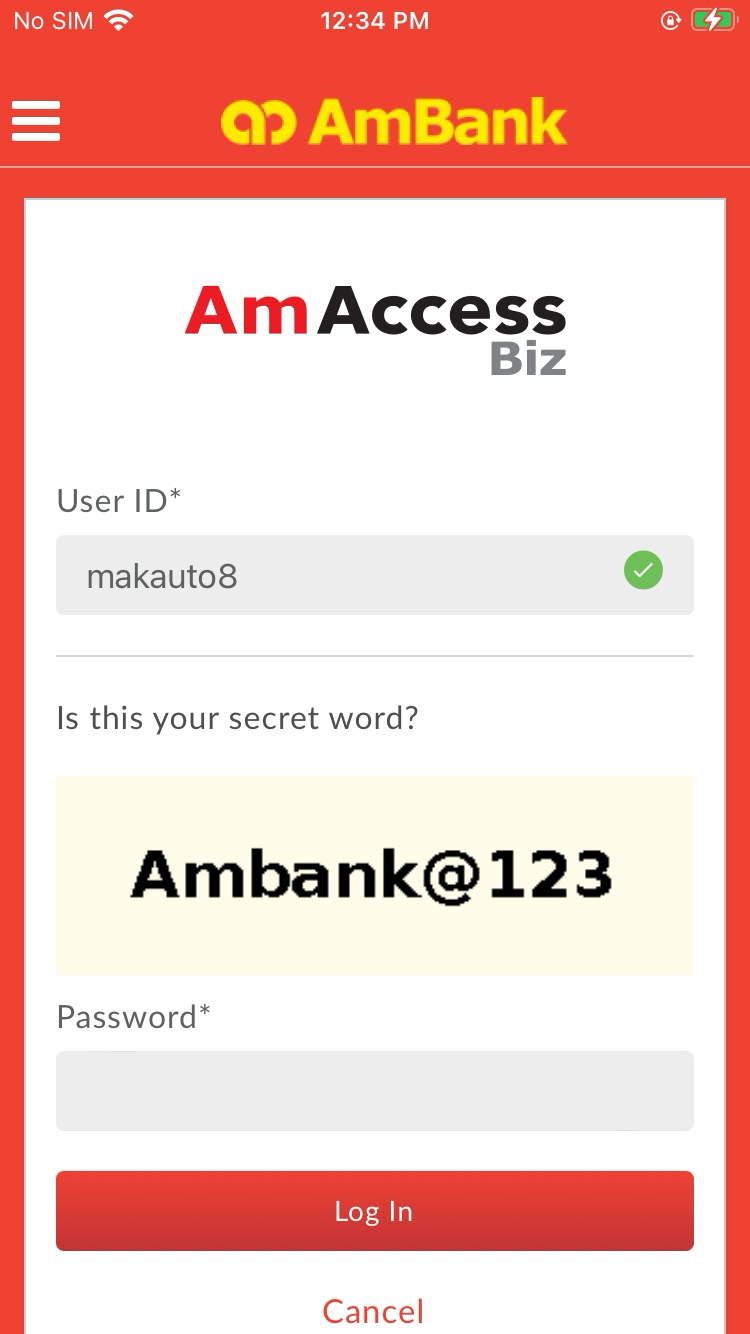 No SIM 12:34 PM
AmBank
AmAccess
Biz
User ID*
makauto8
Is this your secret word?
Ambank@123
Password*
Log In
Cancel